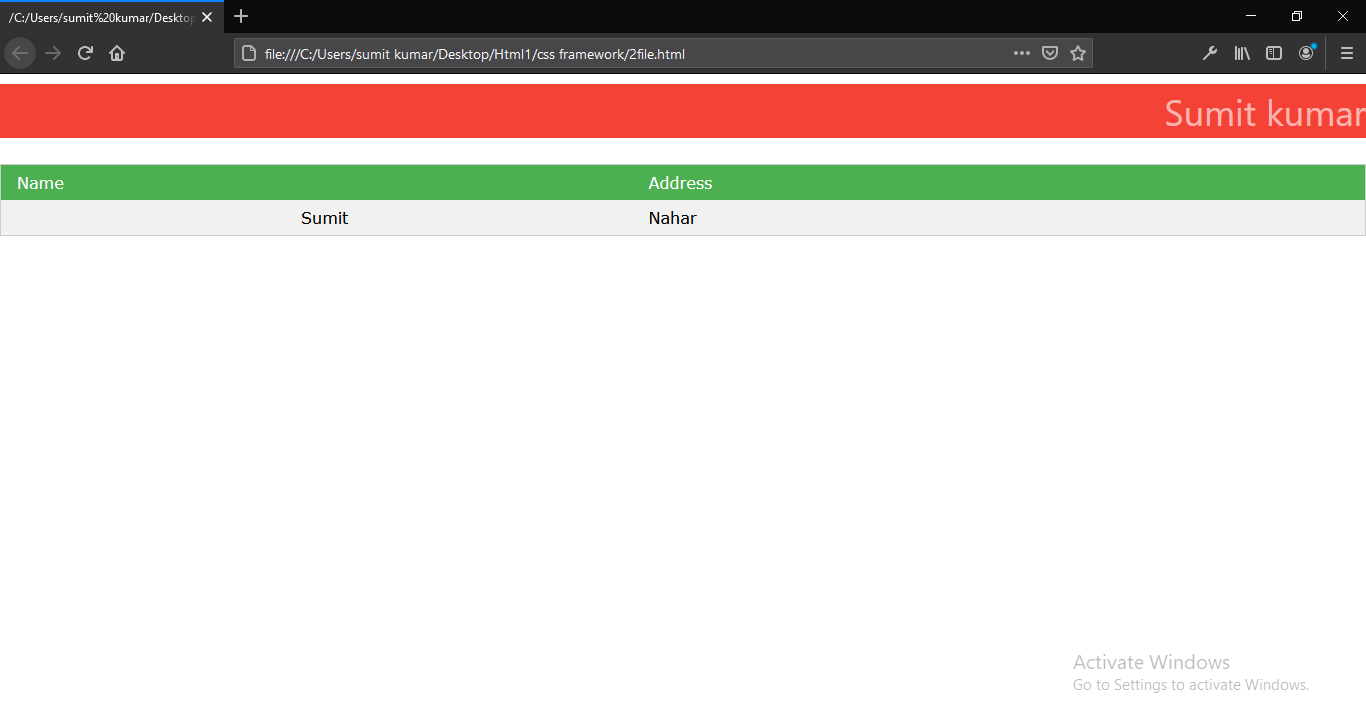 /C:/Users/sumit%20kumar/Deskto
file:///C:/Users/sumit kumar/Desktop/Html1/css framework/2file.html
Sumit kumar
Name Address
Sumit Nahar
Activate Windows
Go to Settings to activate Windows.